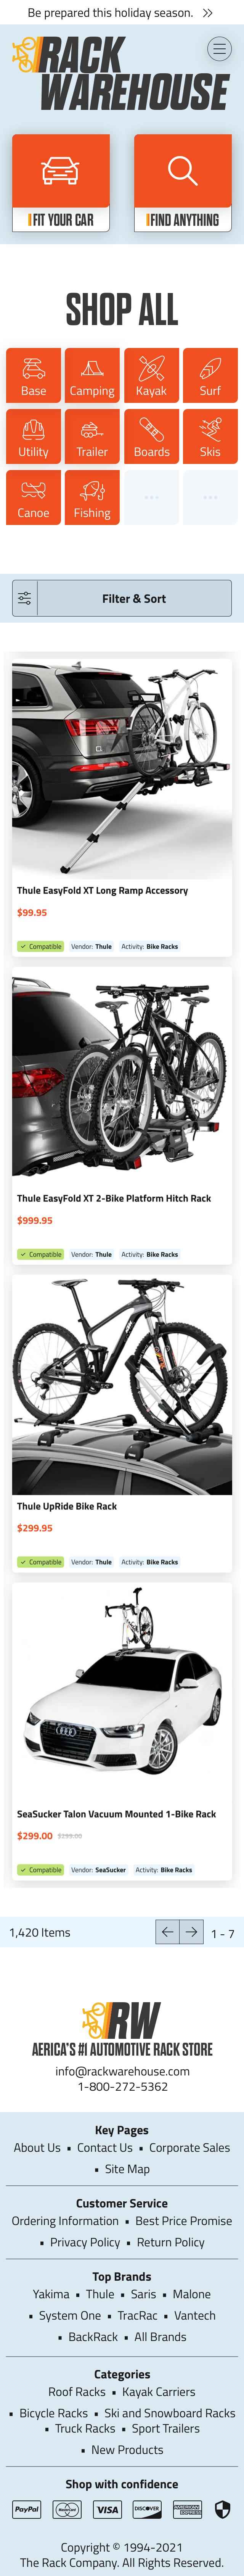 Be prepared this holiday season.
RACK
WAREHOUSE
FIT YOUR CAR
FIND ANYTHING
SHOP ALL
Base Camping Kayak Surf
Utility Trailer Boards Skis
Canoe Fishing
Filter & Sort
Thule EasyFold XT Long Ramp Accessory
$99.95
Compatible Vendor: Thule Activity: Bike Racks
Thule EasyFold XT 2-Bike Platform Hitch Rack
$999.95
Compatible Vendor: Thule Activity: Bike Racks
Thule UpRide Bike Rack
$299.95
Compatible Vendor: Thule Activity: Bike Racks
SeaSucker Talon Vacuum Mounted 1-Bike Rack
$299.00 $299.00
Compatible Vendor: SeaSucker Activity: Bike Racks
1,420 Items 1 - 7
RW
AERICA'S #1 AUTOMOTIVE RACK STORE
info@rackwarehouse.com
1-800-272-5362
Key Pages
About Us ▪ Contact Us ▪ Corporate Sales
▪ Site Map
Customer Service
Ordering Information ▪ Best Price Promise
▪ Privacy Policy ▪ Return Policy
Top Brands
Yakima ▪ Thule ▪ Saris ▪ Malone
▪ System One ▪ TracRac ▪ Vantech
▪ BackRack ▪ All Brands
Categories
Roof Racks ▪ Kayak Carriers
▪ Bicycle Racks ▪ Ski and Snowboard Racks
▪ Truck Racks ▪ Sport Trailers
▪ New Products
Shop with confidence
PayPal MasterCard VISA DISCOVER AMERICAN EXPRESS
Copyright © 1994-2021
The Rack Company. All Rights Reserved.